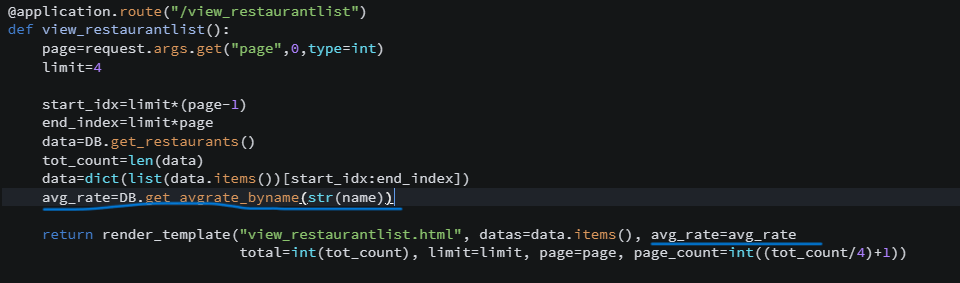 @application.route("/view_restaurantlist")
def view_restaurantlist():
    page=request.args.get("page",0,type=int)
    limit=4
    start_idx=limit*(page-1)
    end_index=limit*page
    data=DB.get_restaurants()
    tot_count=len(data)
    data=dict(list(data.items())[start_idx:end_index])
    avg_rate=DB.get_avgrate_byname(str(name))
    return render_template("view_restaurantlist.html", datas=data.items(), avg_rate=avg_rate
                        total=int(tot_count), limit=limit, page=page, page_count=int((tot_count/4)+1))